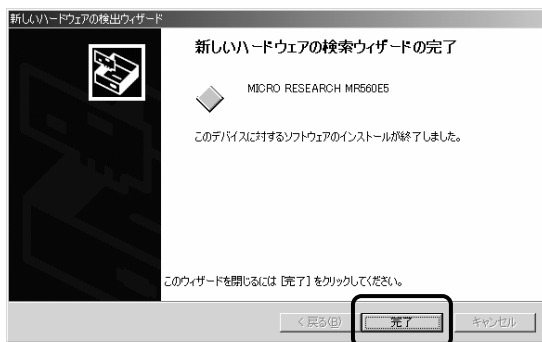 新しいハードウェアの検出ウィザード
新しいハードウェアの検索ウィザードの完了
MICRO RESEARCH MR560E5
このデバイスに対するソフトウェアのインストールが終了しました。
このウィザードを閉じるには [完了] をクリックしてください。
< 戻る(B)
完了
キャンセル